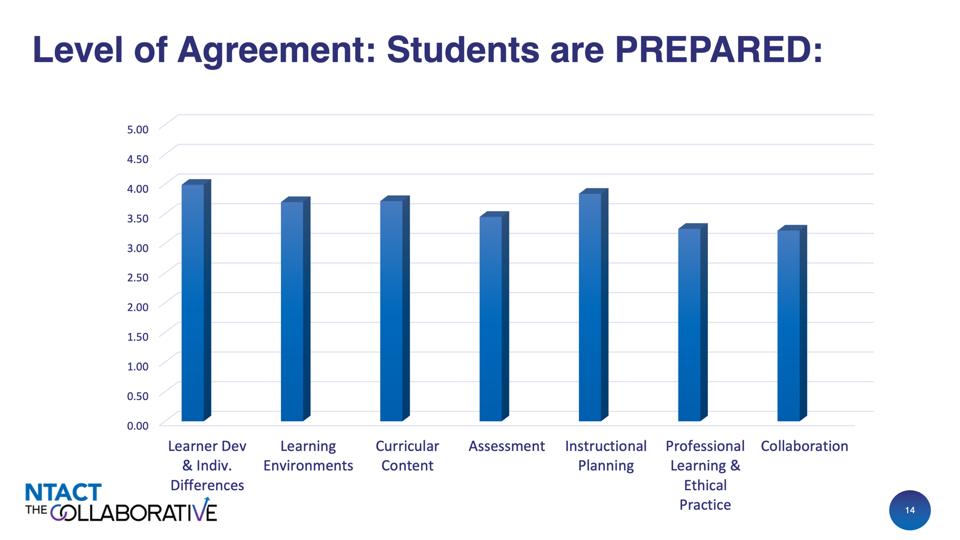 Level of Agreement: Students are PREPARED:
5.00
4.50
4.00
3.50
3.00
2.50
2.00
1.50
1.00
0.50
0.00
Learner Dev
& Indiv.
Differences
Learning
Environments
Curricular
Content
Assessment
Instructional
Planning
Professional
Learning &
Ethical
Practice
Collaboration
NTACT
THE COLLABORATIVE
14